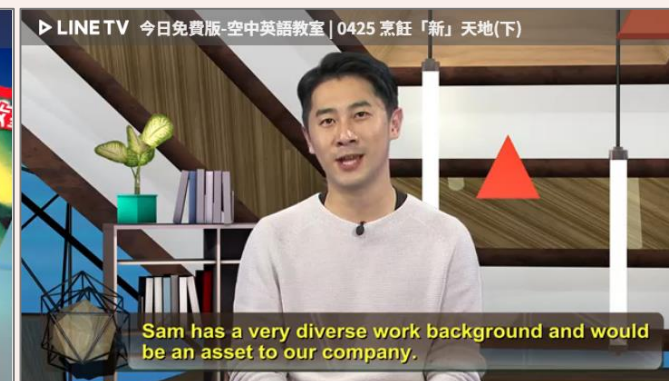 LINE TV 今日免費版-空中英語教室 | 0425 烹飪「新」天地(下)
Sam has a very diverse work background and would
be an asset to our company.